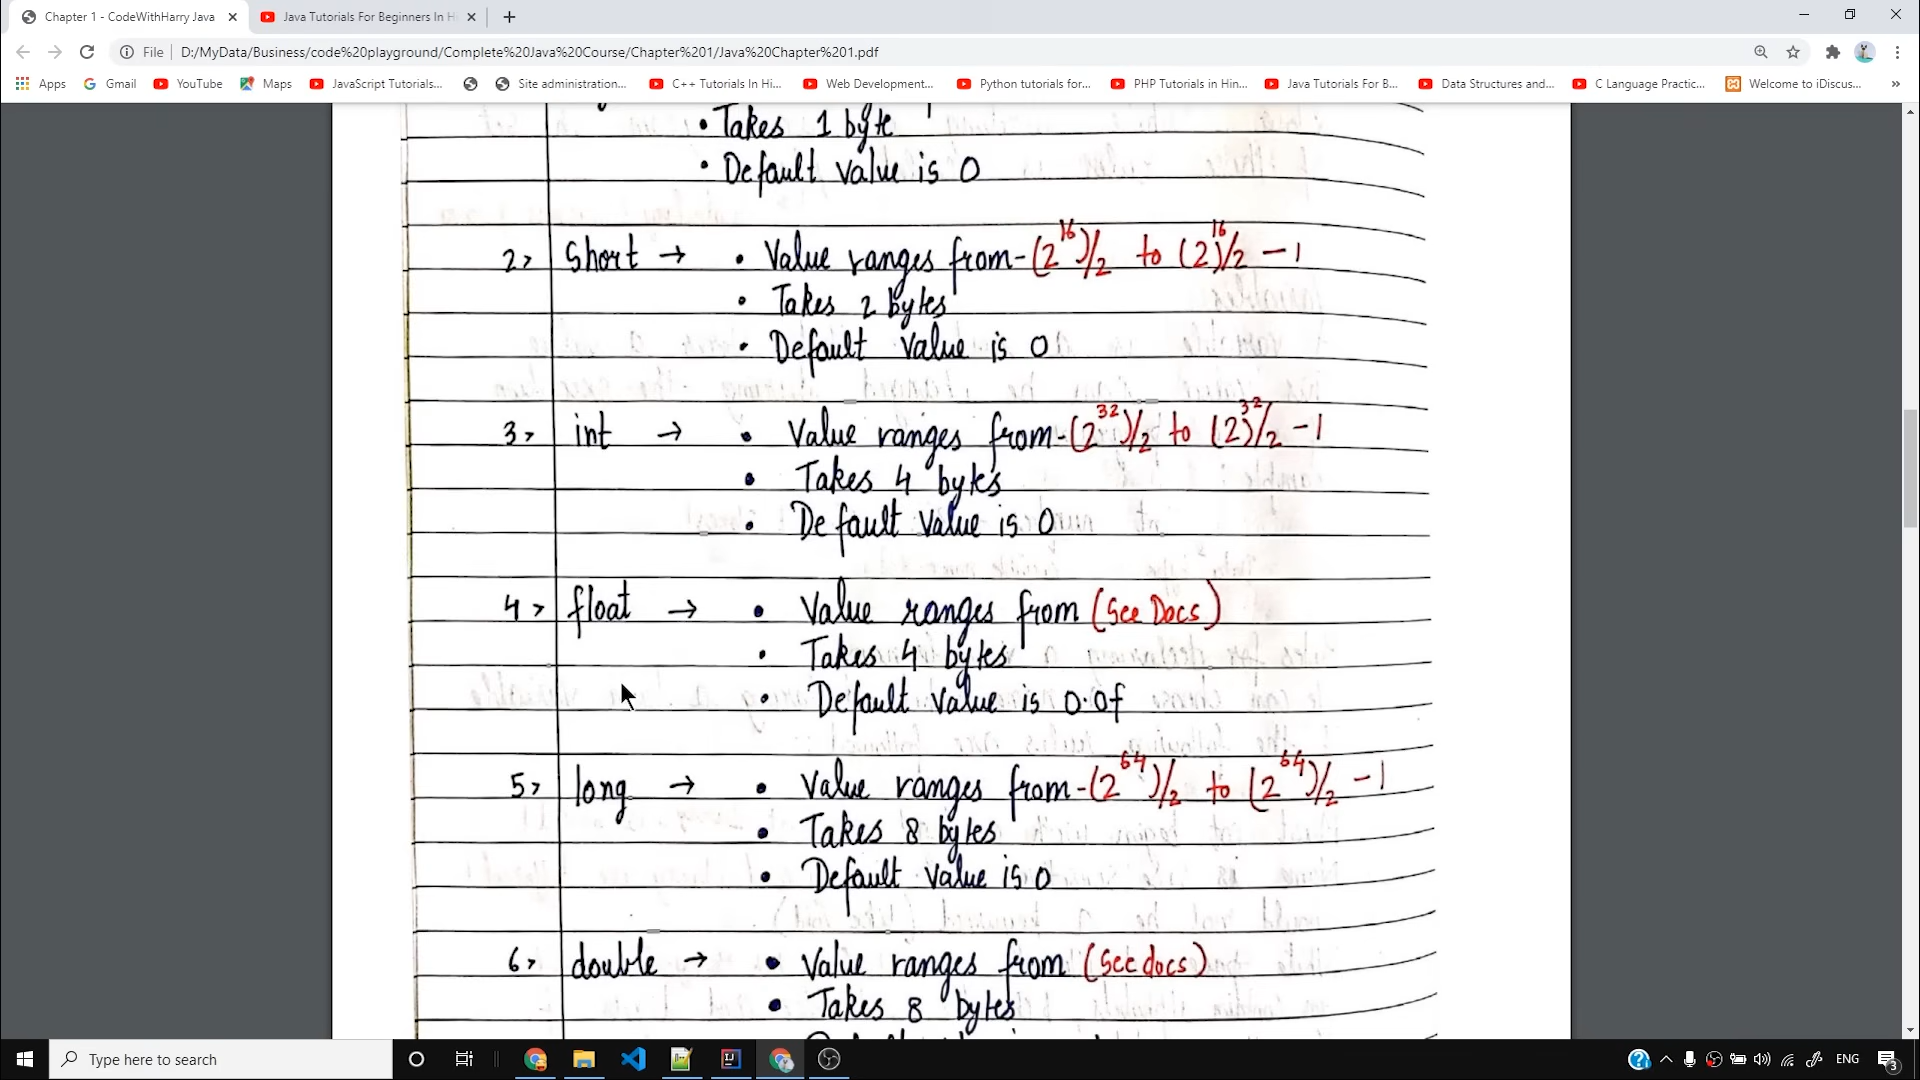 Chapter 1 - CodeWithHarry Java
Java Tutorials For Beginners In Hi
File | D:/MyData/Business/code%20playground/Complete%20Java%20Course/Chapter%201/Java%20Chapter%201.pdf
Apps Gmail YouTube Maps JavaScript Tutorials... Site administration... C++ Tutorials In Hi... Web Development... Python tutorials for... PHP Tutorials in Hin... Java Tutorials For B... Data Structures and... C Language Practic... Welcome to iDiscus... »
• Takes 1 byte
• Default value is 0
2> Short → • Value ranges from -(2^16)/2 to (2^16)/2 - 1
• Takes 2 bytes
• Default value is 0
3> int → • Value ranges from -(2^32)/2 to (2^32)/2 - 1
• Takes 4 bytes
• Default value is 0
4> float → • Value ranges from (See Docs)
• Takes 4 bytes
• Default value is 0.0f
5> long → • Value ranges from -(2^64)/2 to (2^64)/2 - 1
• Takes 8 bytes
• Default value is 0
6> double → • Value ranges from (See docs)
• Takes 8 bytes
Type here to search
ENG
3